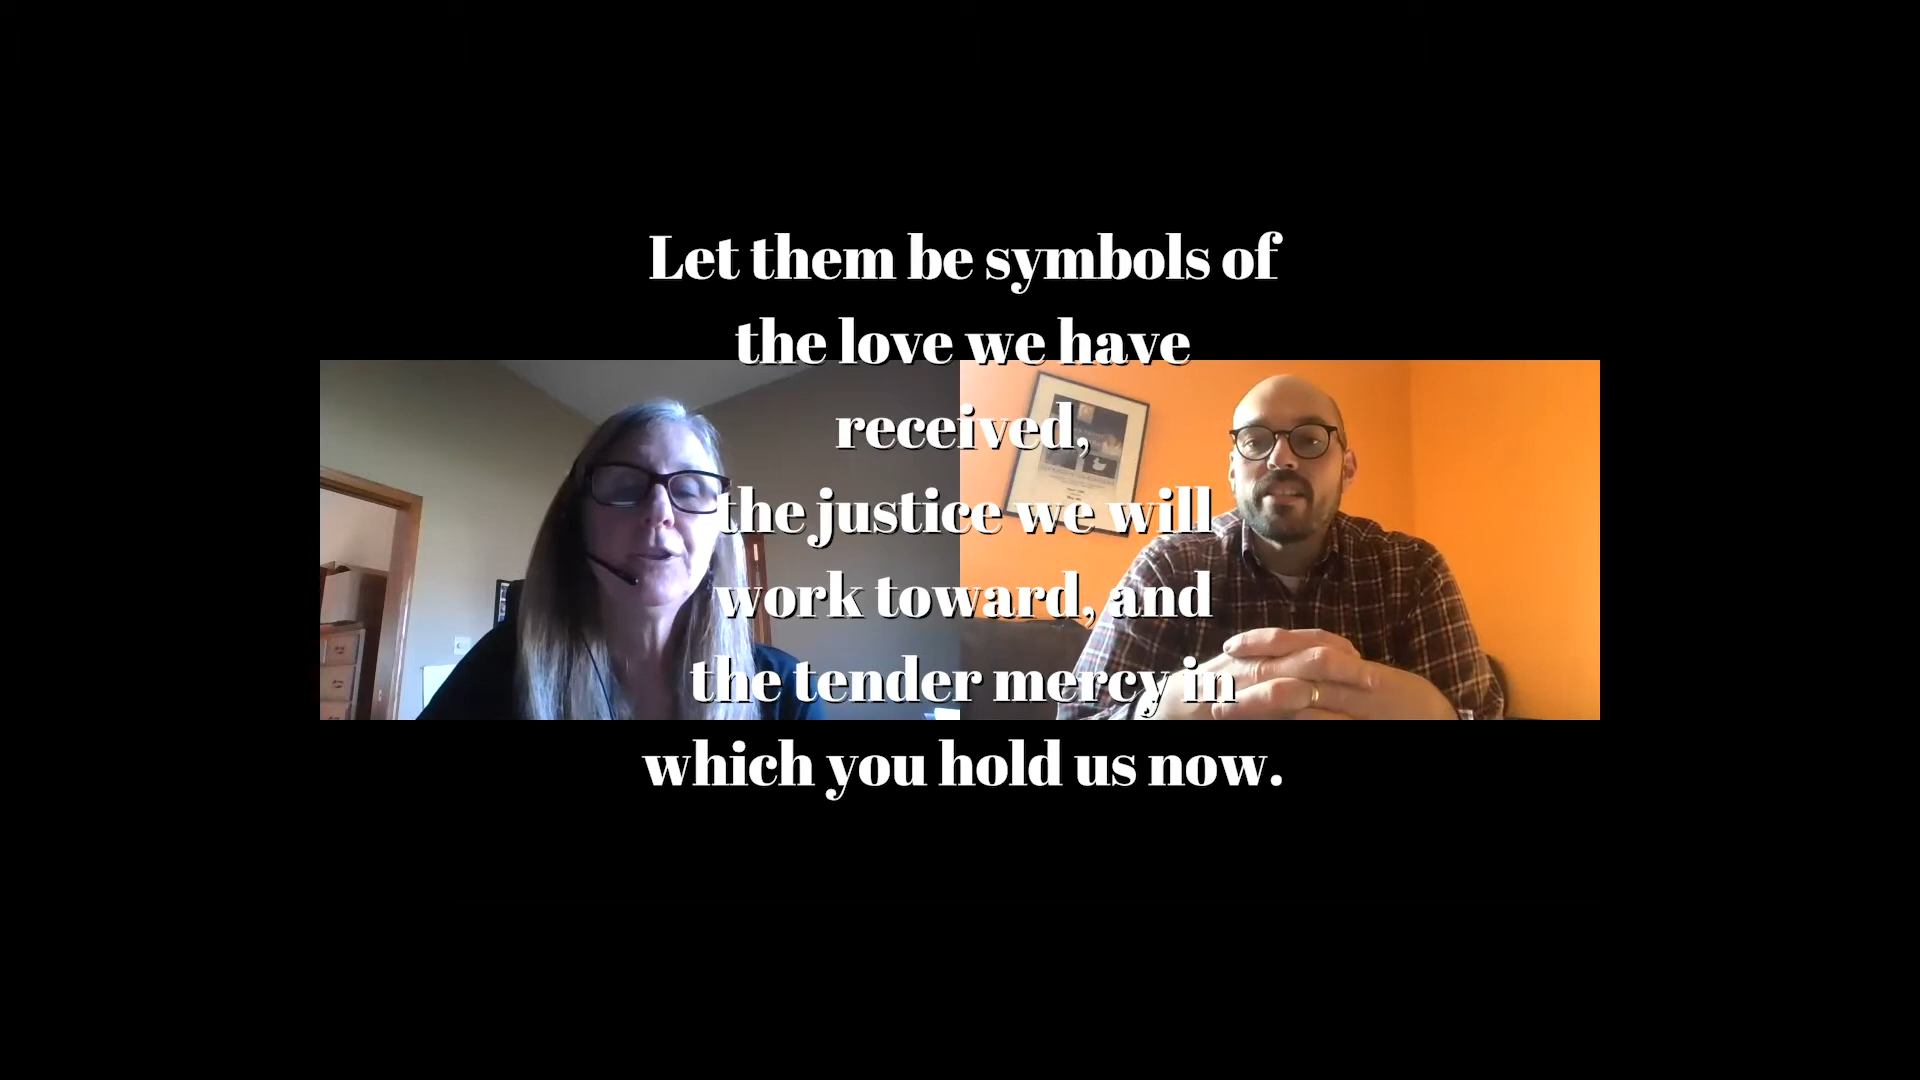 Let them be symbols of
the love we have
received,
the justice we will
work toward, and
the tender mercy in
which you hold us now.